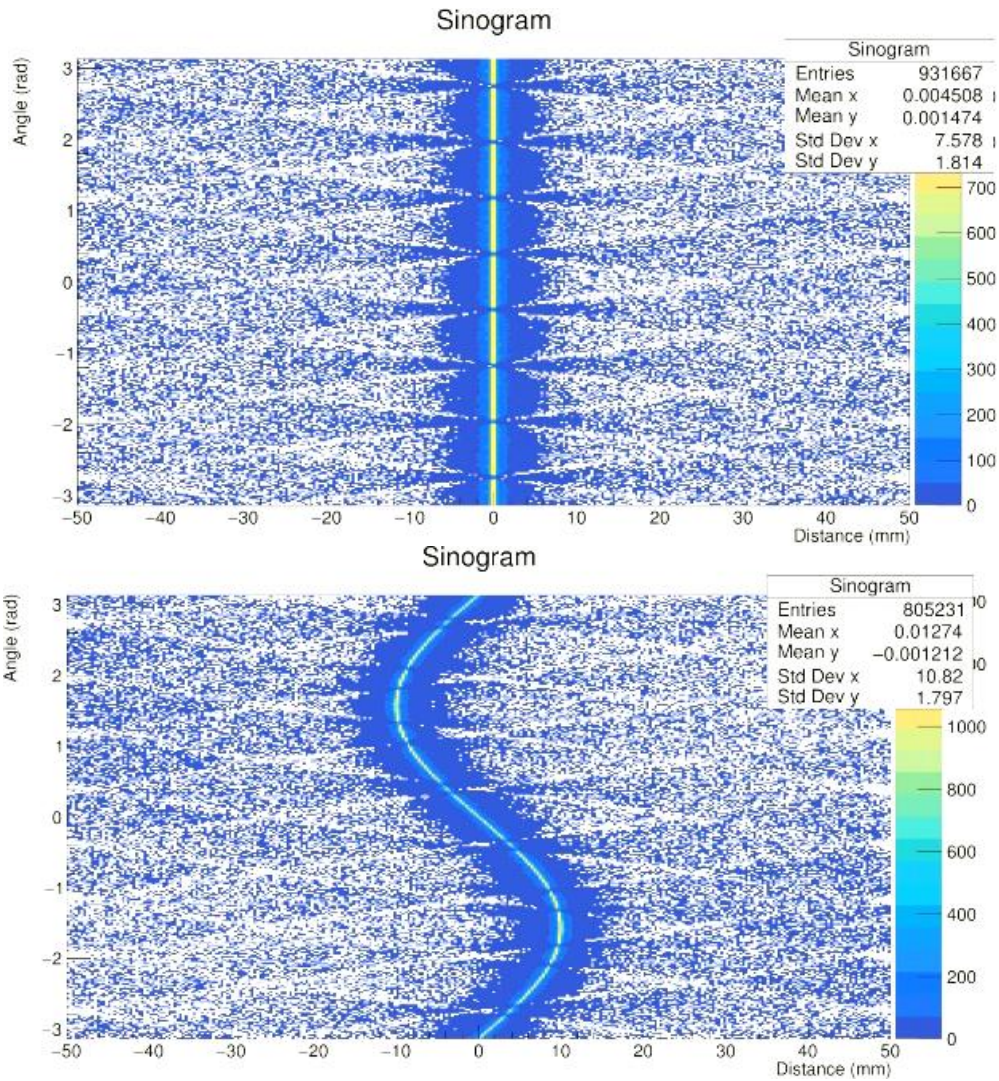 Sinogram
Angle (rad)
3
2
1
0
−1
−2
−3
−50
−40
−30
−20
−10
0
10
20
30
40
50
Distance (mm)
Sinogram
Entries 931667
Mean x 0.004508
Mean y 0.001474
Std Dev x 7.578
Std Dev y 1.814
700
600
500
400
300
200
100
0
Sinogram
Angle (rad)
3
2
1
0
−1
−2
−3
−50
−40
−30
−20
−10
0
10
20
30
40
50
Distance (mm)
Sinogram
Entries 805231
Mean x 0.01274
Mean y −0.001212
Std Dev x 10.82
Std Dev y 1.797
1000
800
600
400
200
0